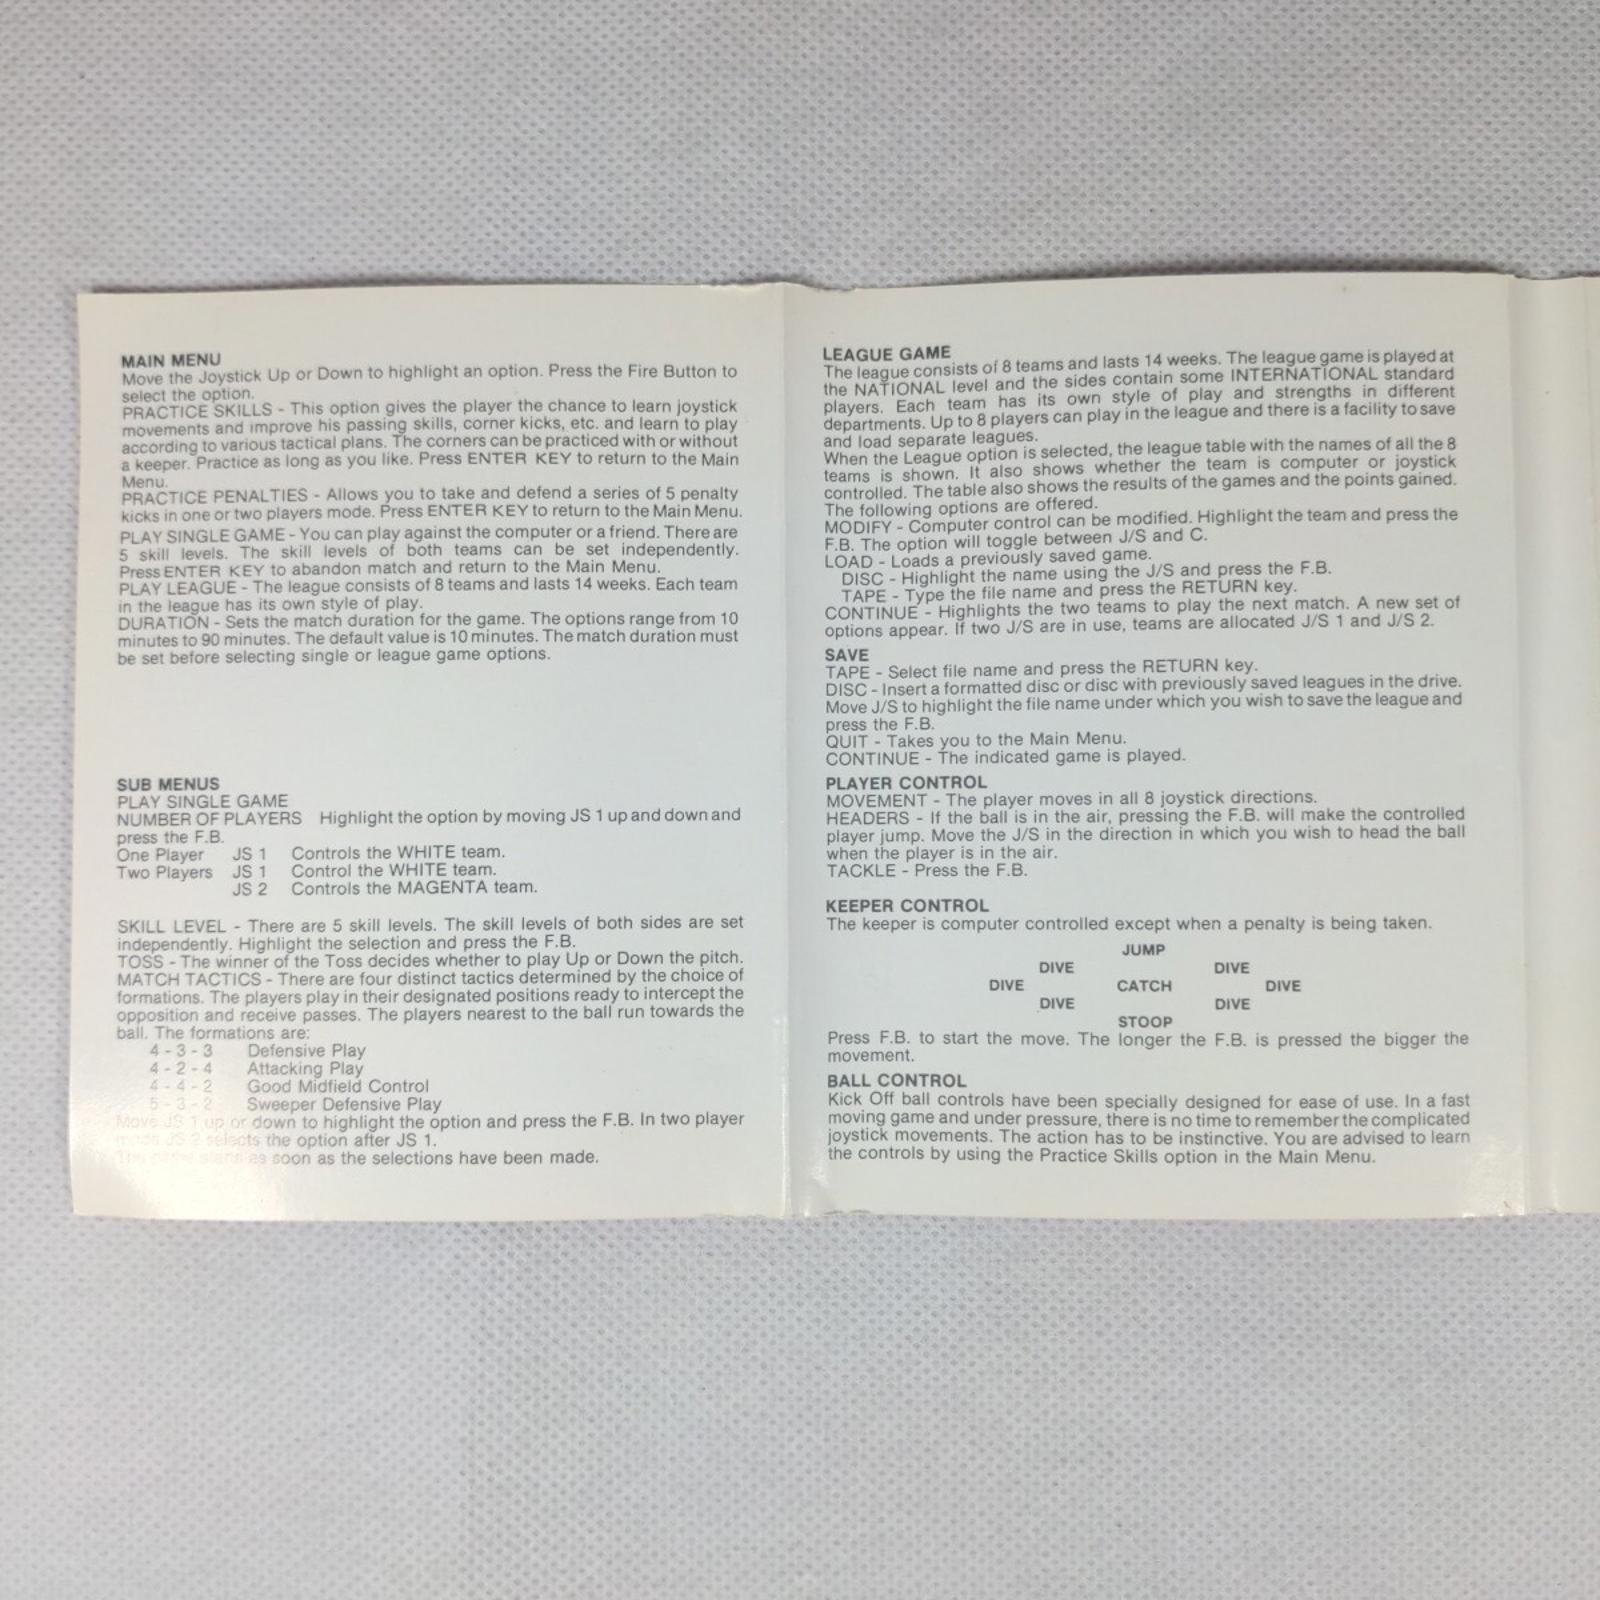 MAIN MENU
Move the Joystick Up or Down to highlight an option. Press the Fire Button to
select the option.
PRACTICE SKILLS - This option gives the player the chance to learn joystick
movements and improve his passing skills, corner kicks, etc. and learn to play
according to various tactical plans. The corners can be practiced with or without
a keeper. Practice as long as you like. Press ENTER KEY to return to the Main
Menu.
PRACTICE PENALTIES - Allows you to take and defend a series of 5 penalty
kicks in one or two players mode. Press ENTER KEY to return to the Main Menu.
PLAY SINGLE GAME - You can play against the computer or a friend. There are
5 skill levels. The skill levels of both teams can be set independently.
Press ENTER KEY to abandon match and return to the Main Menu.
PLAY LEAGUE - The league consists of 8 teams and lasts 14 weeks. Each team
in the league has its own style of play.
DURATION - Sets the match duration for the game. The options range from 10
minutes to 90 minutes. The default value is 10 minutes. The match duration must
be set before selecting single or league game options.
SUB MENUS
PLAY SINGLE GAME
NUMBER OF PLAYERS Highlight the option by moving JS 1 up and down and
press the F.B.
One Player JS 1 Controls the WHITE team.
Two Players JS 1 Control the WHITE team.
JS 2 Controls the MAGENTA team.
SKILL LEVEL - There are 5 skill levels. The skill levels of both sides are set
independently. Highlight the selection and press the F.B.
TOSS - The winner of the Toss decides whether to play Up or Down the pitch.
MATCH TACTICS - There are four distinct tactics determined by the choice of
formations. The players play in their designated positions ready to intercept the
opposition and receive passes. The players nearest to the ball run towards the
ball. The formations are:
4 - 3 - 3 Defensive Play
4 - 2 - 4 Attacking Play
4 - 4 - 2 Good Midfield Control
5 - 3 - 2 Sweeper Defensive Play
Move JS 1 up or down to highlight the option and press the F.B. In two player
mode JS 2 selects the option after JS 1.
The game starts as soon as the selections have been made.
LEAGUE GAME
The league consists of 8 teams and lasts 14 weeks. The league game is played at
the NATIONAL level and the sides contain some INTERNATIONAL standard
players. Each team has its own style of play and strengths in different
departments. Up to 8 players can play in the league and there is a facility to save
and load separate leagues.
When the League option is selected, the league table with the names of all the 8
teams is shown. It also shows whether the team is computer or joystick
controlled. The table also shows the results of the games and the points gained.
The following options are offered.
MODIFY - Computer control can be modified. Highlight the team and press the
F.B. The option will toggle between J/S and C.
LOAD - Loads a previously saved game.
DISC - Highlight the name using the J/S and press the F.B.
TAPE - Type the file name and press the RETURN key.
CONTINUE - Highlights the two teams to play the next match. A new set of
options appear. If two J/S are in use, teams are allocated J/S 1 and J/S 2.
SAVE
TAPE - Select file name and press the RETURN key.
DISC - Insert a formatted disc or disc with previously saved leagues in the drive.
Move J/S to highlight the file name under which you wish to save the league and
press the F.B.
QUIT - Takes you to the Main Menu.
CONTINUE - The indicated game is played.
PLAYER CONTROL
MOVEMENT - The player moves in all 8 joystick directions.
HEADERS - If the ball is in the air, pressing the F.B. will make the controlled
player jump. Move the J/S in the direction in which you wish to head the ball
when the player is in the air.
TACKLE - Press the F.B.
KEEPER CONTROL
The keeper is computer controlled except when a penalty is being taken.
JUMP
DIVE DIVE
DIVE CATCH DIVE
DIVE DIVE
STOOP
Press F.B. to start the move. The longer the F.B. is pressed the bigger the
movement.
BALL CONTROL
Kick Off ball controls have been specially designed for ease of use. In a fast
moving game and under pressure, there is no time to remember the complicated
joystick movements. The action has to be instinctive. You are advised to learn
the controls by using the Practice Skills option in the Main Menu.